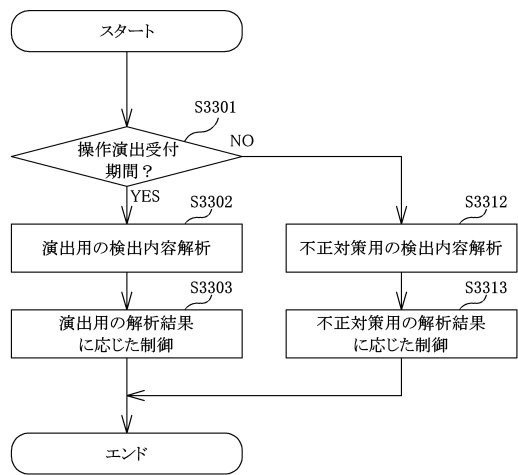 スタート
S3301
操作演出受付
期間？
NO
YES
S3302
演出用の検出内容解析
S3312
不正対策用の検出内容解析
S3303
演出用の解析結果
に応じた制御
S3313
不正対策用の解析結果
に応じた制御
エンド